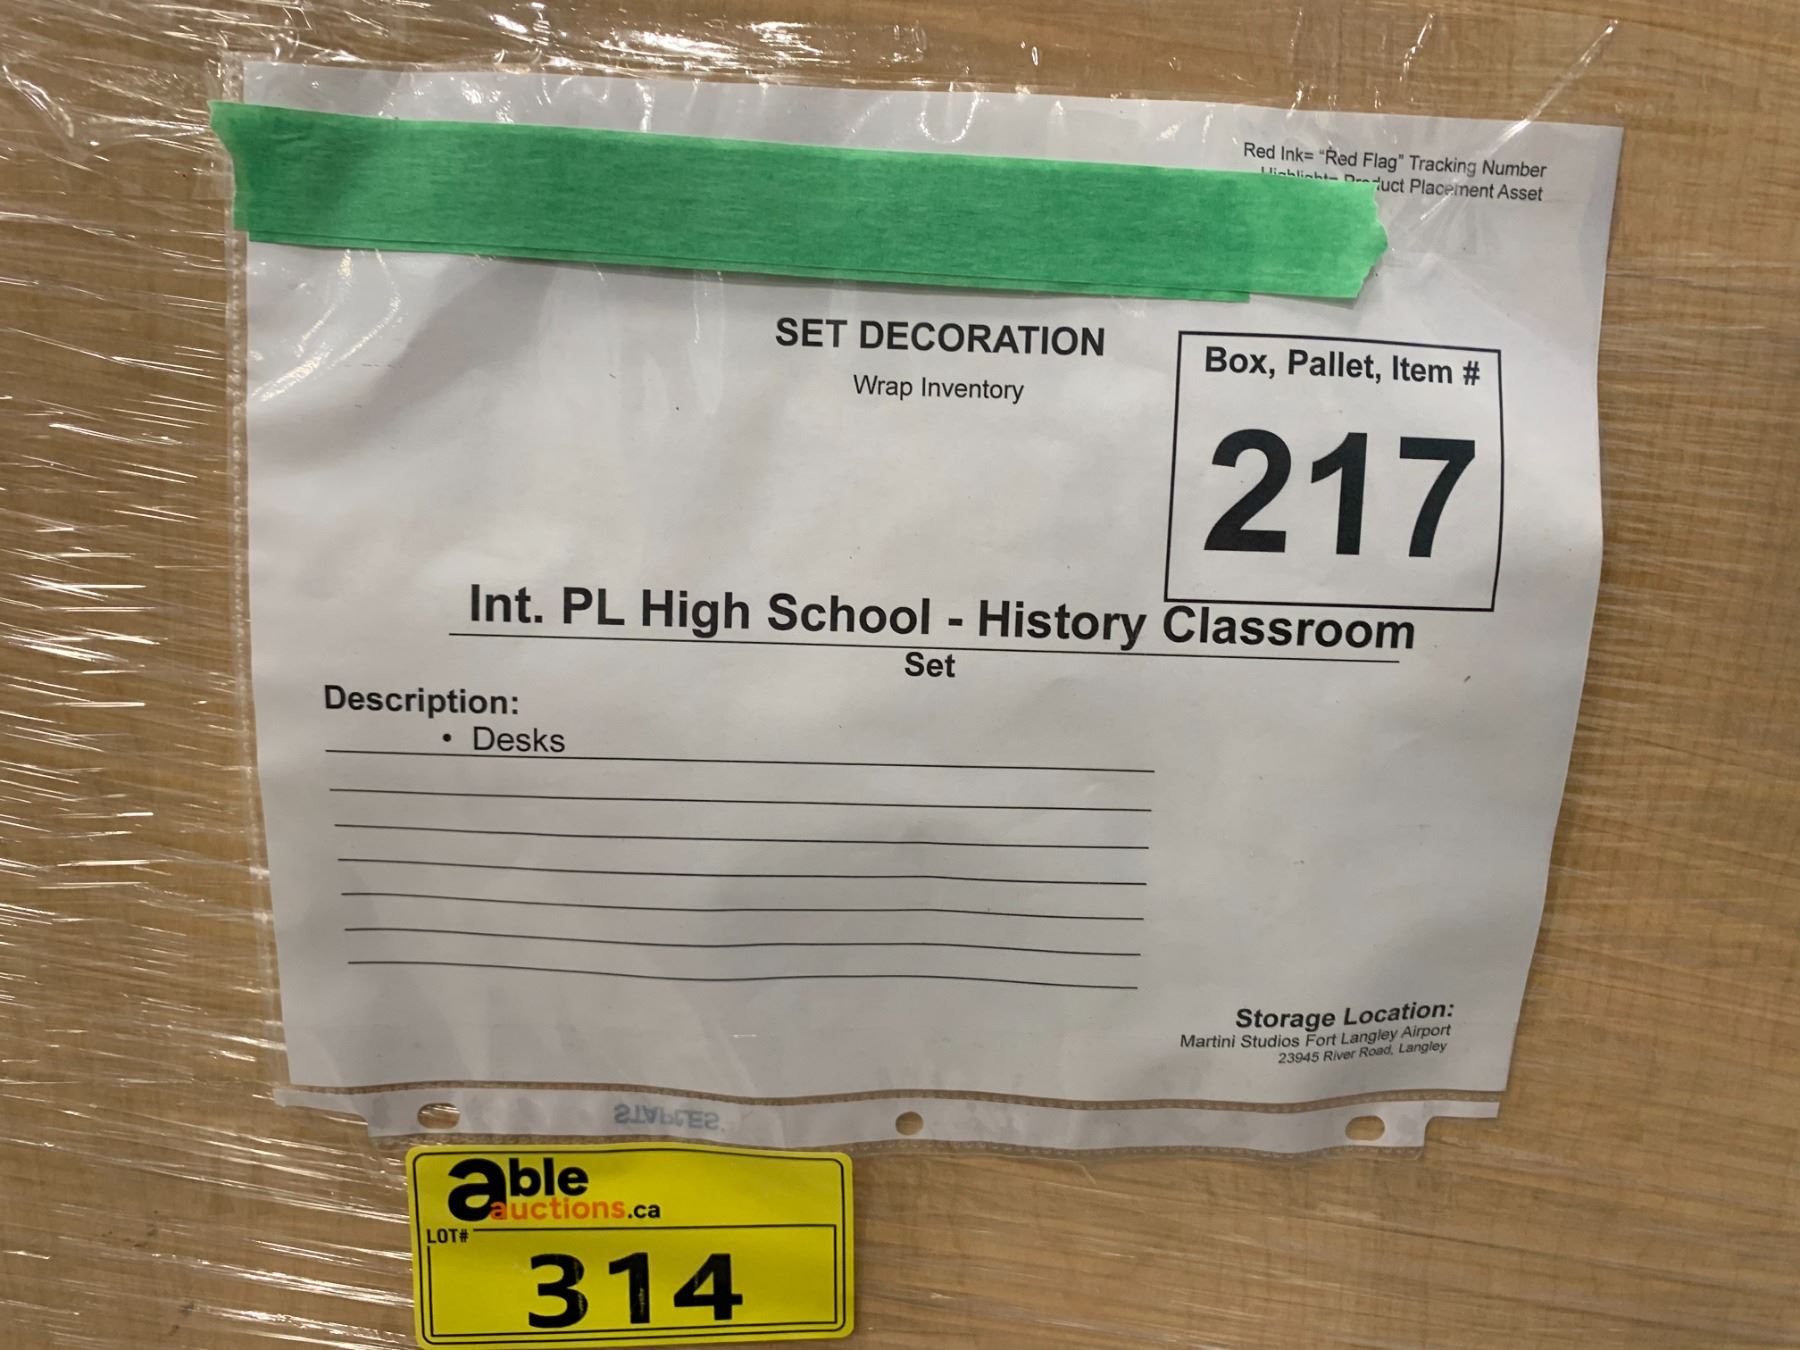 Red Ink= "Red Flag" Tracking Number
Highlight= Product Placement Asset
SET DECORATION
Wrap Inventory
Box, Pallet, Item #
217
Int. PL High School - History Classroom
Set
Description:
• Desks
Storage Location:
Martini Studios Fort Langley Airport
23945 River Road, Langley
STAPLES
able
auctions.ca
LOT#
314